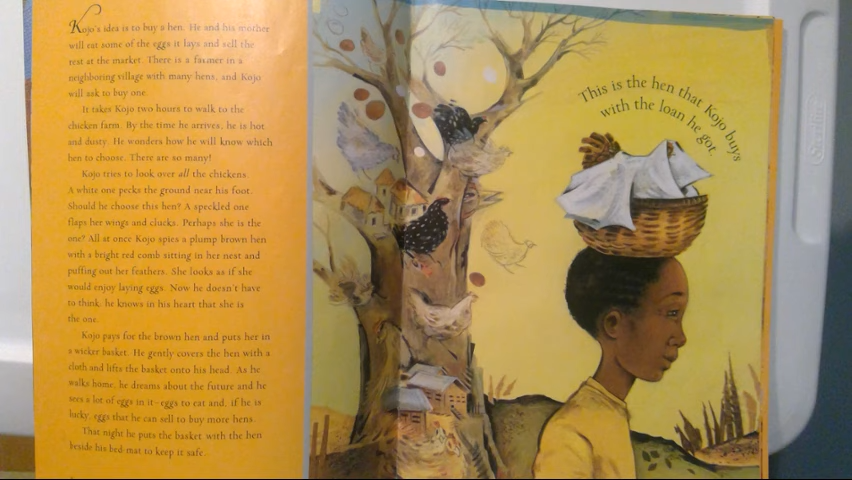 Kojo's idea is to buy a hen. He and his mother
will eat some of the eggs it lays and sell the
rest at the market. There is a farmer in a
neighboring village with many hens, and Kojo
will ask to buy one.
It takes Kojo two hours to walk to the
chicken farm. By the time he arrives, he is hot
and dusty. He wonders how he will know which
hen to choose. There are so many!
Kojo tries to look over all the chickens.
A white one pecks the ground near his foot.
Should he choose this hen? A speckled one
flaps her wings and clucks. Perhaps she is the
one? All at once Kojo spies a plump brown hen
with a bright red comb sitting in her nest and
puffing out her feathers. She looks as if she
would enjoy laying eggs. Now he doesn't have
to think, he knows in his heart that she is
the one.
Kojo pays for the brown hen and puts her in
a wicker basket. He gently covers the hen with a
cloth and lifts the basket onto his head. As he
walks home, he dreams about the future and he
sees a lot of eggs in it—eggs to eat and, if he is
lucky, eggs that he can sell to buy more hens.
That night he puts the basket with the hen
beside his bed-mat to keep it safe.
This is the hen that Kojo buys
with the loan he got.
Sterilite